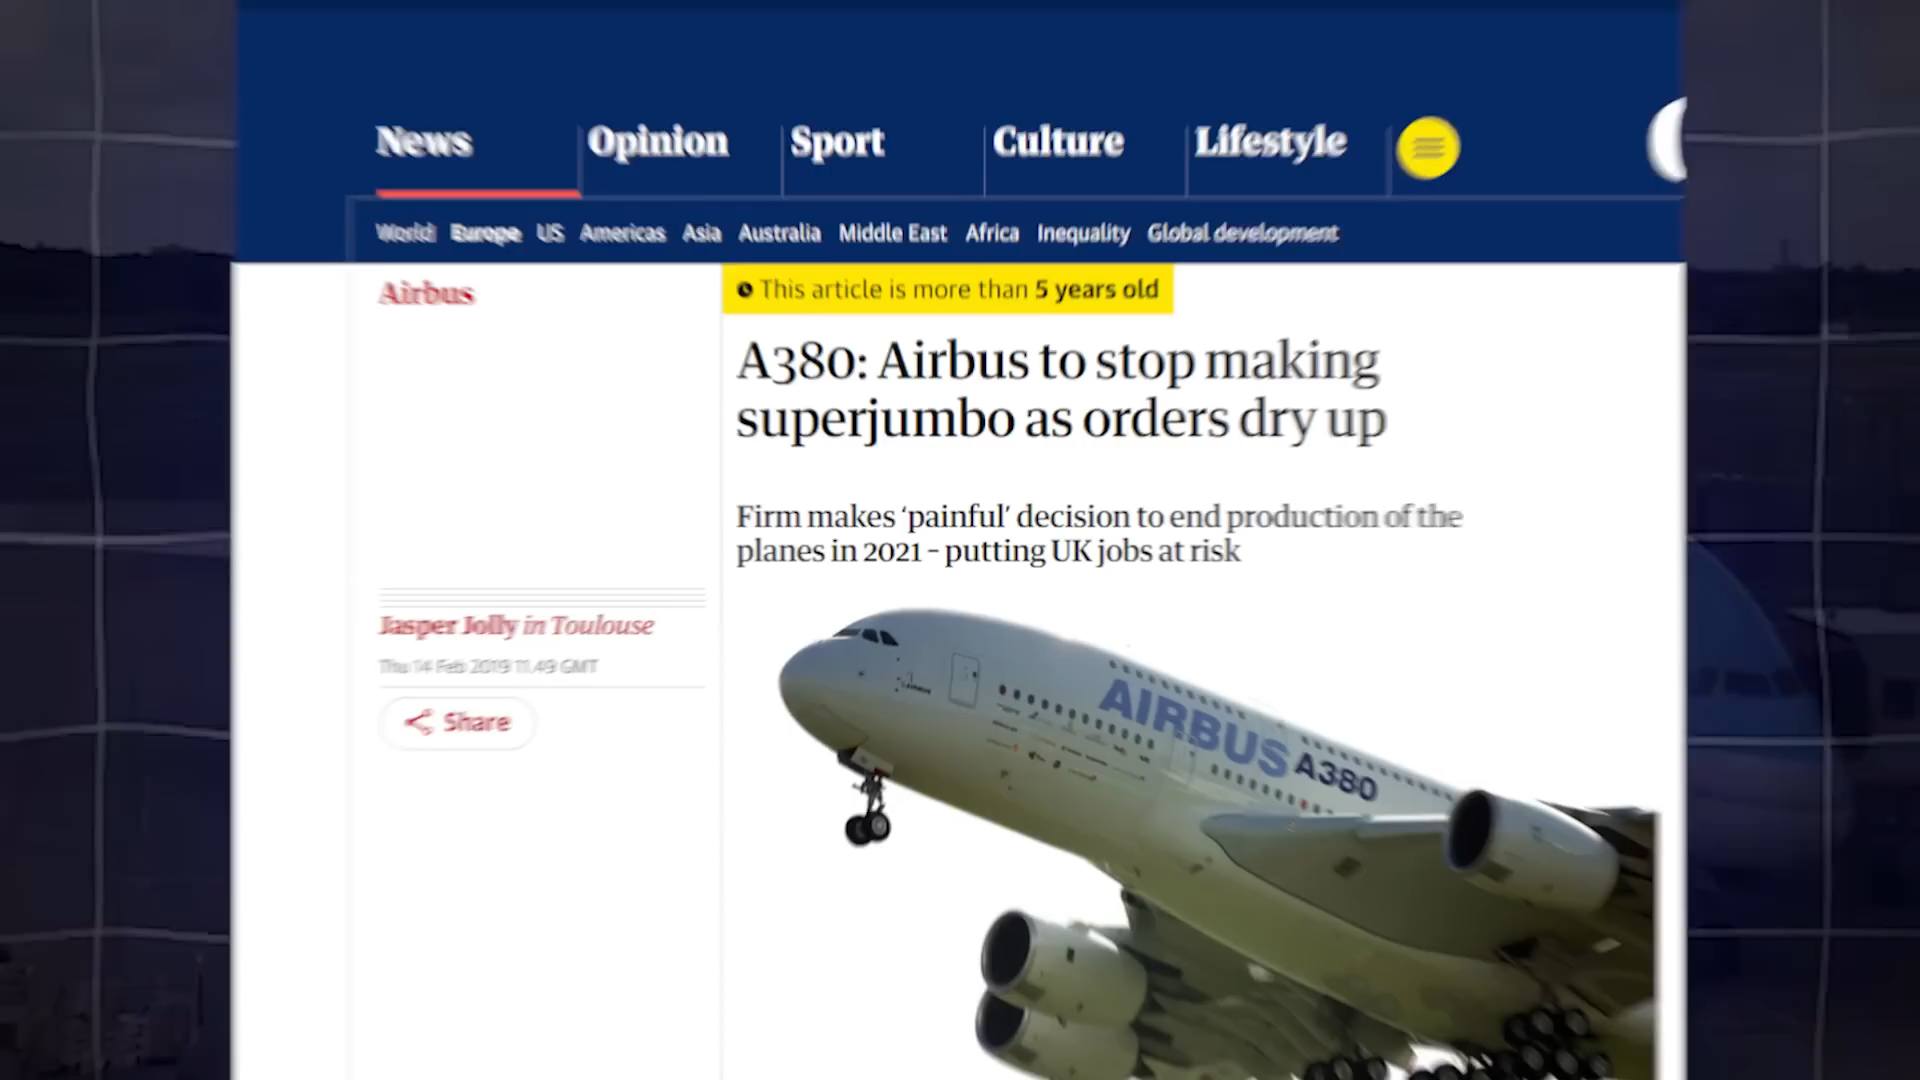 News Opinion Sport Culture Lifestyle
World Europe US Americas Asia Australia Middle East Africa Inequality Global development
Airbus
This article is more than 5 years old
A380: Airbus to stop making
superjumbo as orders dry up
Firm makes ‘painful’ decision to end production of the
planes in 2021 – putting UK jobs at risk
Jasper Jolly in Toulouse
Thu 14 Feb 2019 11.49 GMT
Share
AIRBUS A380